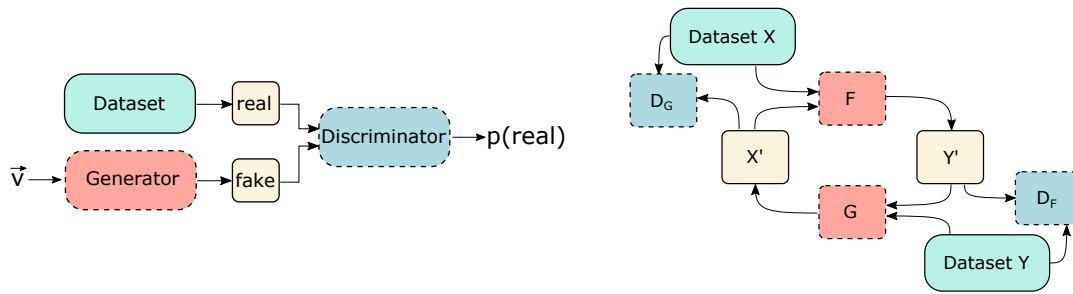 Dataset
real
Discriminator
p(real)
v
Generator
fake
Dataset X
D_G
F
X'
Y'
G
D_F
Dataset Y